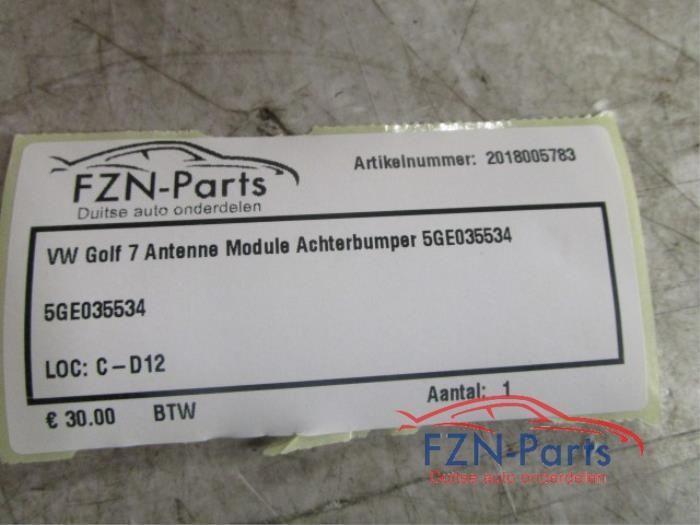 FZN-Parts
Duitse auto onderdelen
Artikelnummer: 2018005783
VW Golf 7 Antenne Module Achterbumper 5GE035534
5GE035534
LOC: C-D12
€ 30.00 BTW
Aantal: 1
FZN-Parts
Duitse auto onderdelen